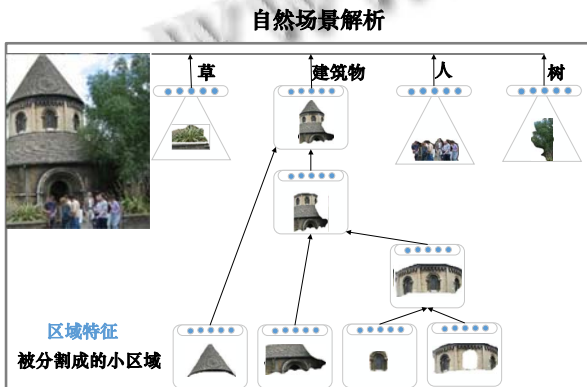 自然场景解析
草
建筑物
人
树
区域特征
被分割成的小区域